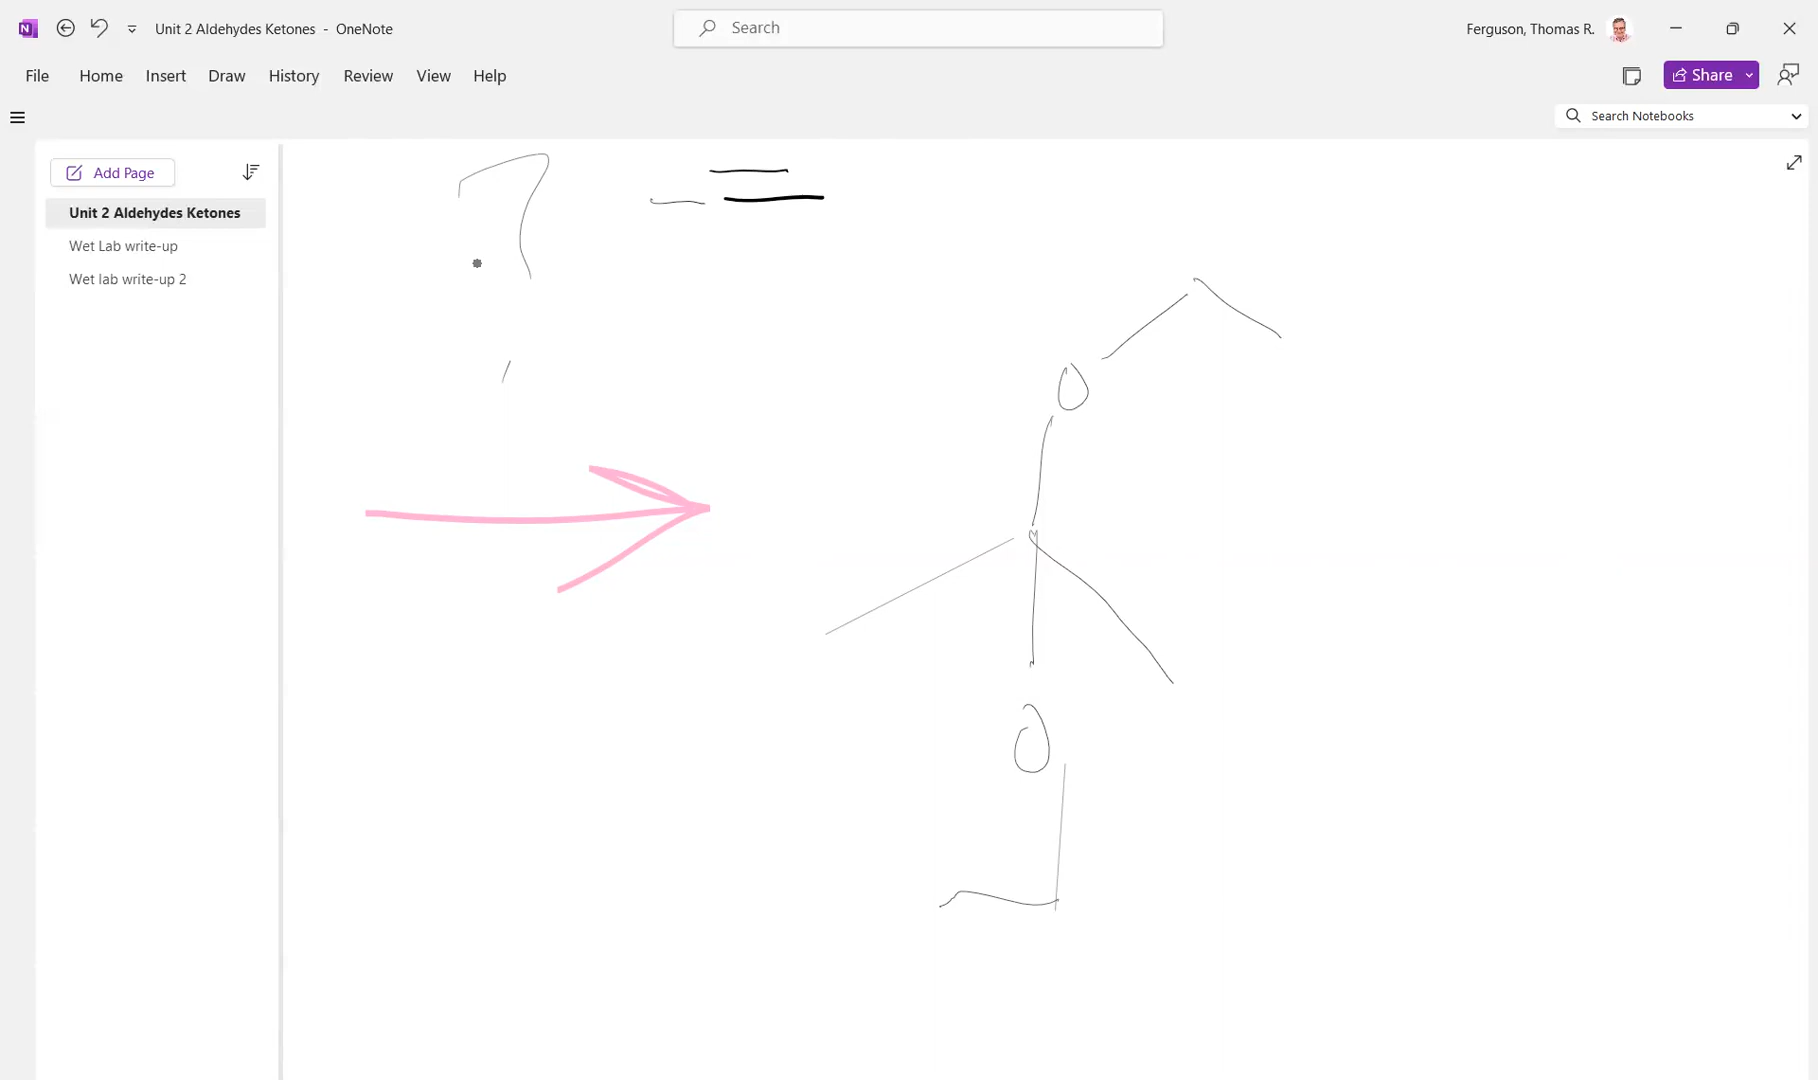 Unit 2 Aldehydes Ketones - OneNote
Search
Ferguson, Thomas R.
File Home Insert Draw History Review View Help
Share
Search Notebooks
Add Page
Unit 2 Aldehydes Ketones
Wet Lab write-up
Wet lab write-up 2
?
O
O